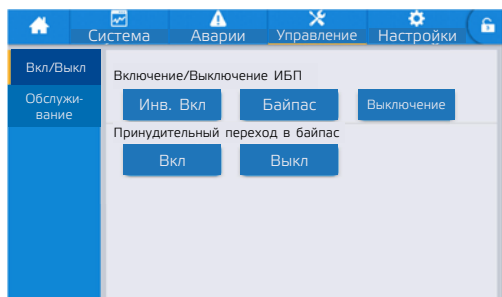 Система Аварии Управление Настройки
Вкл/Выкл
Обслужи-
вание
Включение/Выключение ИБП
Инв. Вкл Байпас Выключение
Принудительный переход в байпас
Вкл Выкл